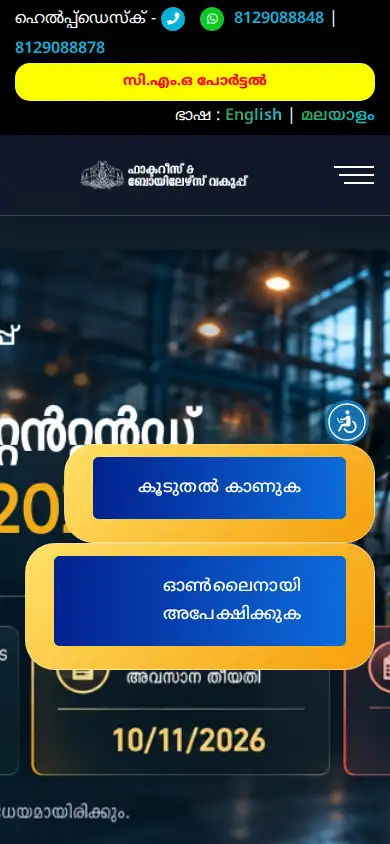 ഹെൽപ്പ്ഡെസ്ക് - 8129088848 |
8129088878
സി.എം.ഒ പോർട്ടൽ
ഭാഷ : English | മലയാളം
ഫാക്ടറീസ് &
ബോയിലേഴ്സ് വകുപ്പ്
കൂടുതൽ കാണുക
ഓൺലൈനായി
അപേക്ഷിക്കുക
അവസാന തീയതി
10/11/2026